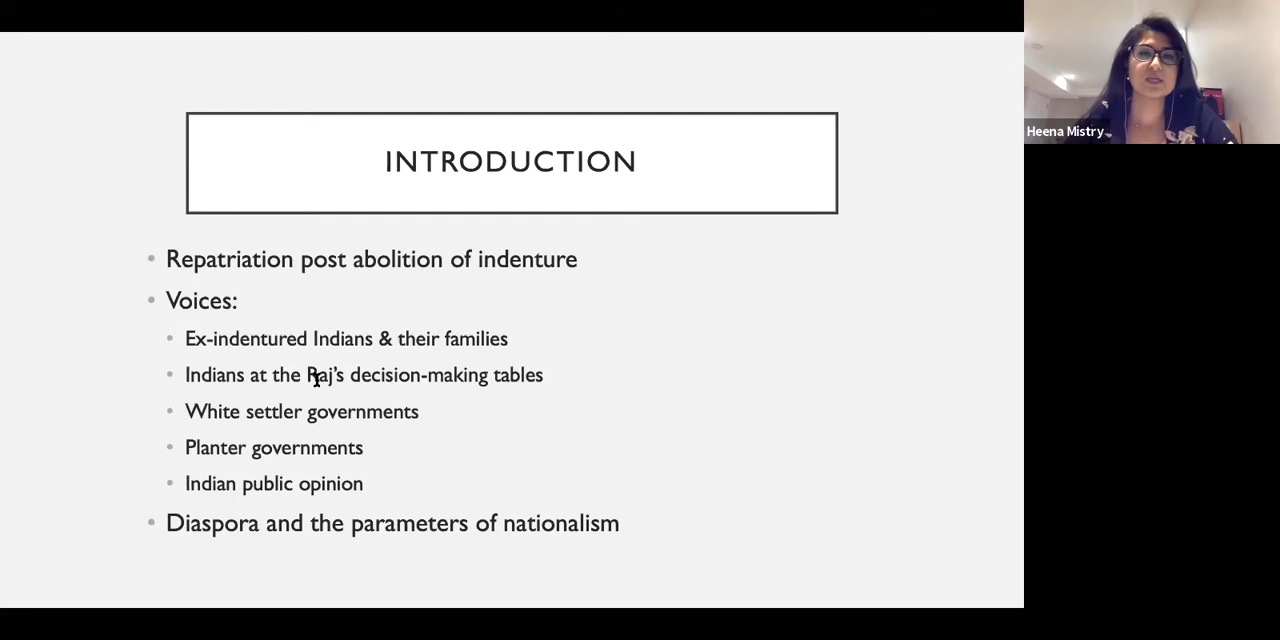 INTRODUCTION
Repatriation post abolition of indenture
Voices:
Ex-indentured Indians & their families
Indians at the Raj's decision-making tables
White settler governments
Planter governments
Indian public opinion
Diaspora and the parameters of nationalism
Heena Mistry